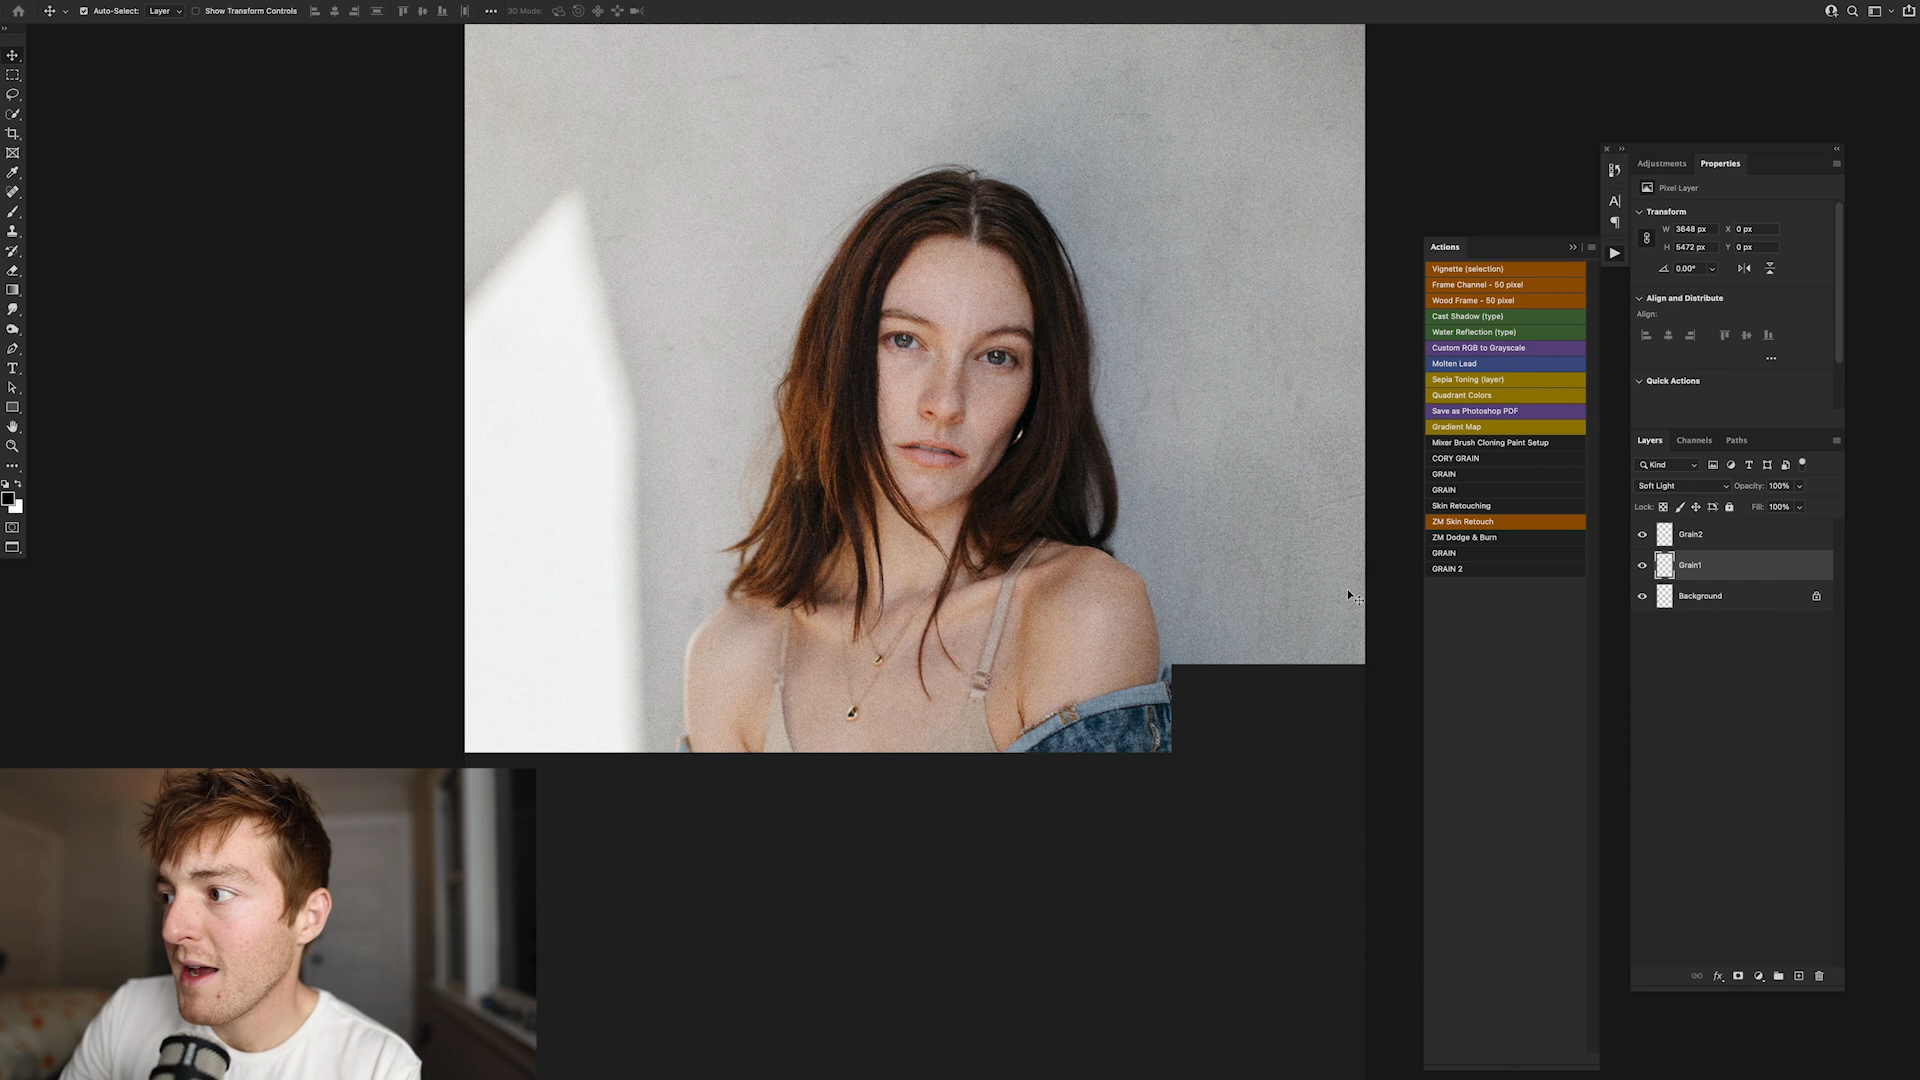 Auto-Select: Layer Show Transform Controls 3D Mode:
Actions
Vignette (selection)
Frame Channel - 50 pixel
Wood Frame - 50 pixel
Cast Shadow (type)
Water Reflection (type)
Custom RGB to Grayscale
Molten Lead
Sepia Toning (layer)
Quadrant Colors
Save as Photoshop PDF
Gradient Map
Mixer Brush Cloning Paint Setup
CORY GRAIN
GRAIN
GRAIN
Skin Retouching
ZM Skin Retouch
ZM Dodge & Burn
GRAIN
GRAIN 2
Adjustments Properties
Pixel Layer
Transform
W 3648 px X 0 px
H 5472 px Y 0 px
0.00°
Align and Distribute
Align:
Quick Actions
Layers Channels Paths
Kind
Soft Light Opacity: 100%
Lock: Fill: 100%
Grain2
Grain1
Background